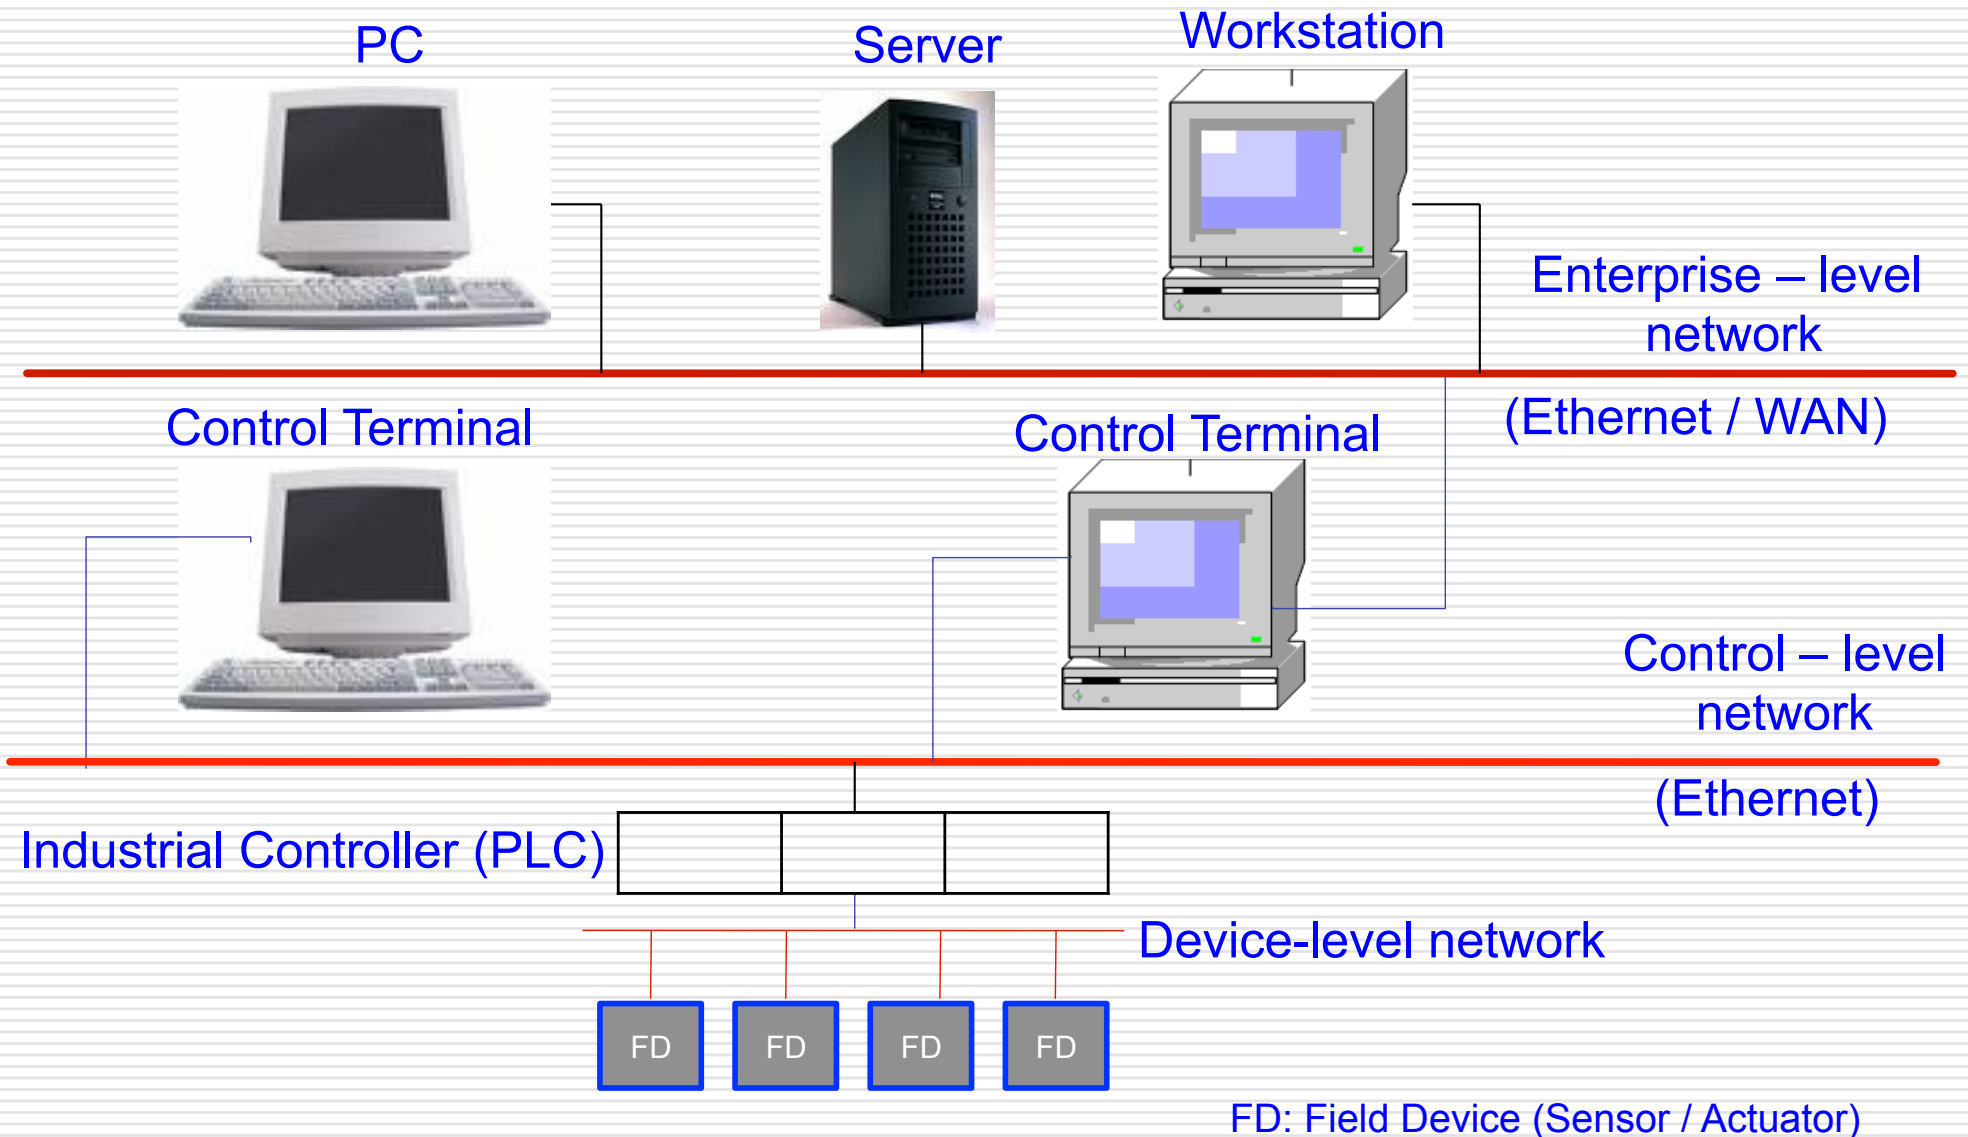 PC
Server
Workstation
Enterprise – level
network
(Ethernet / WAN)
Control Terminal
Control Terminal
Control – level
network
(Ethernet)
Industrial Controller (PLC)
Device-level network
FD
FD
FD
FD
FD: Field Device (Sensor / Actuator)